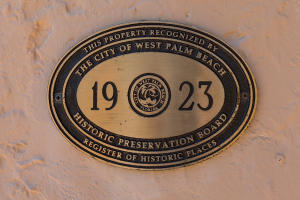 THIS PROPERTY RECOGNIZED BY
THE CITY OF WEST PALM BEACH
19 23
HISTORIC PRESERVATION BOARD
REGISTER OF HISTORIC PLACES